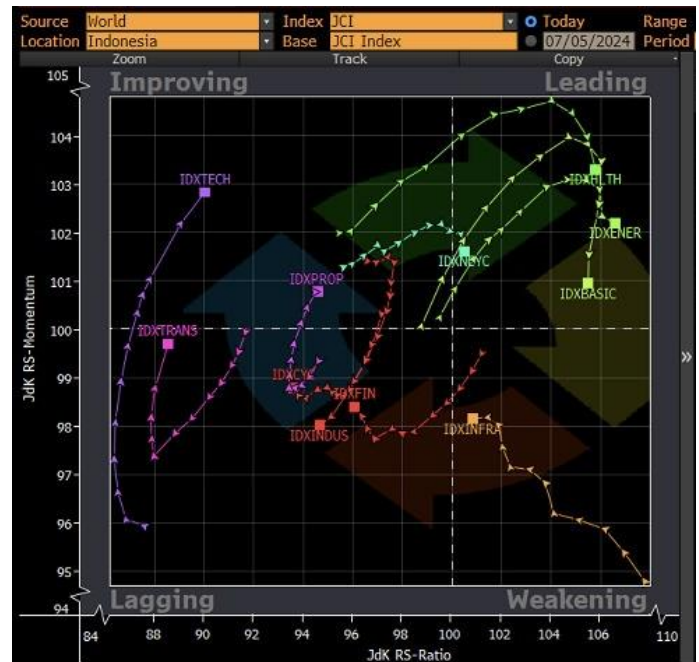 Source World Index JCI Today Range
Location Indonesia Base JCI Index 07/05/2024 Period
Zoom Track Copy
Improving Leading
105
104
103
102
101
100
99
98
97
96
95
94
JdK RS-Momentum
IDXTECH
IDXHLTH
IDXENER
IDXNCYC
IDXBASIC
IDXPROP
IDXTRANS
IDXCYC
IDXFIN
IDXINDUS
IDXINFRA
»
Lagging Weakening
84 88 90 92 94 96 98 100 102 104 106 110
JdK RS-Ratio